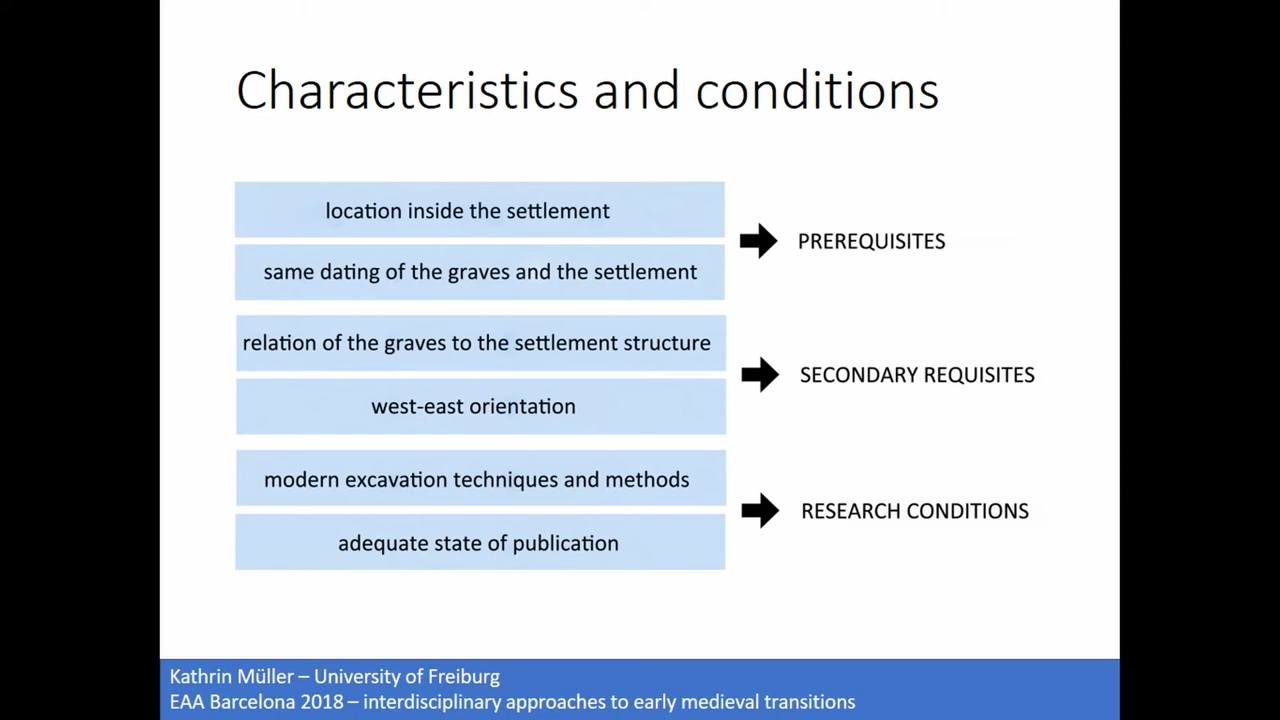 Characteristics and conditions
location inside the settlement
same dating of the graves and the settlement
PREREQUISITES
relation of the graves to the settlement structure
west-east orientation
SECONDARY REQUISITES
modern excavation techniques and methods
adequate state of publication
RESEARCH CONDITIONS
Kathrin Müller – University of Freiburg
EAA Barcelona 2018 – interdisciplinary approaches to early medieval transitions